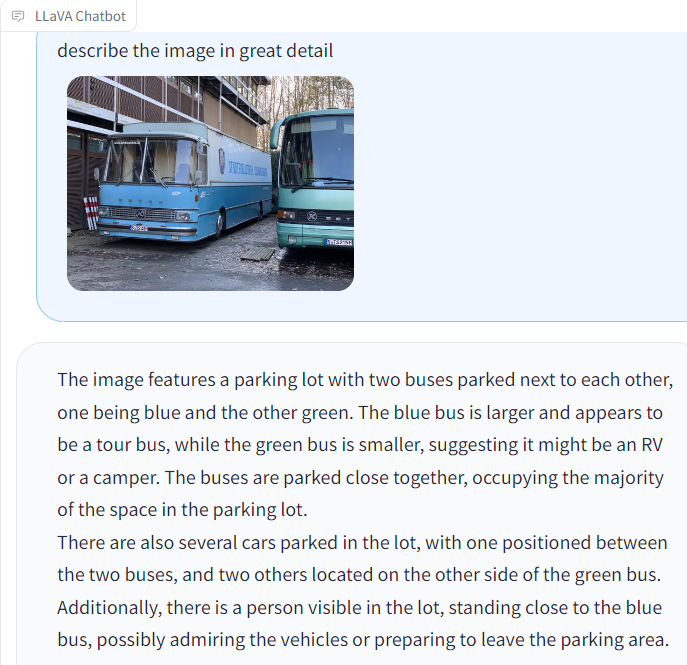 LLaVA Chatbot
describe the image in great detail
SETRA
SETRA
The image features a parking lot with two buses parked next to each other,
one being blue and the other green. The blue bus is larger and appears to
be a tour bus, while the green bus is smaller, suggesting it might be an RV
or a camper. The buses are parked close together, occupying the majority
of the space in the parking lot.
There are also several cars parked in the lot, with one positioned between
the two buses, and two others located on the other side of the green bus.
Additionally, there is a person visible in the lot, standing close to the blue
bus, possibly admiring the vehicles or preparing to leave the parking area.